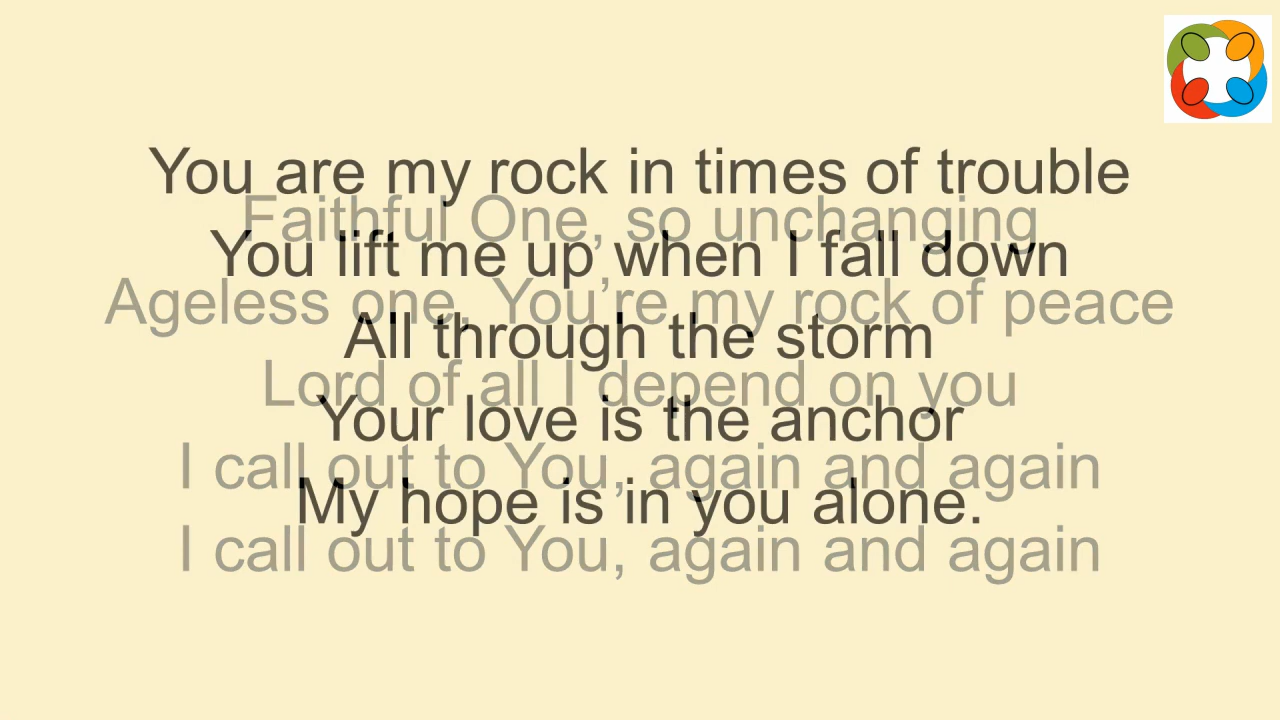 You are my rock in times of trouble
Faithful One, so unchanging
You lift me up when I fall down
Ageless one, You're my rock of peace
All through the storm
Lord of all I depend on you
Your love is the anchor
I call out to You, again and again
My hope is in you alone.
I call out to You, again and again